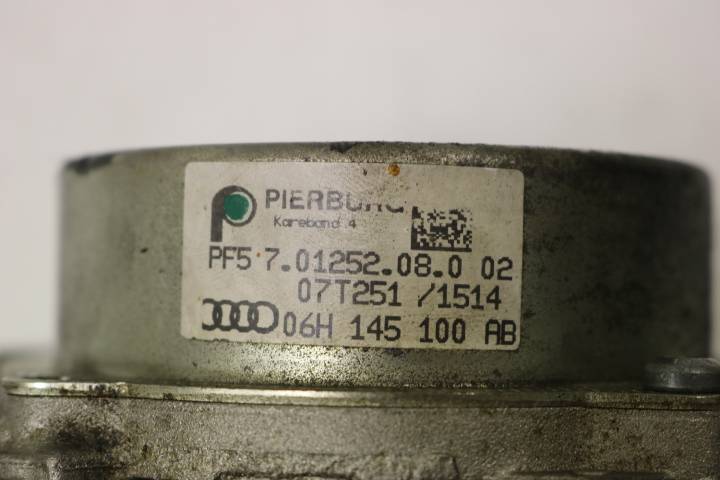 PIERBURG
Kareband 4
PF5 7.01252.08.0 02
07T251 /1514
06H 145 100 AB